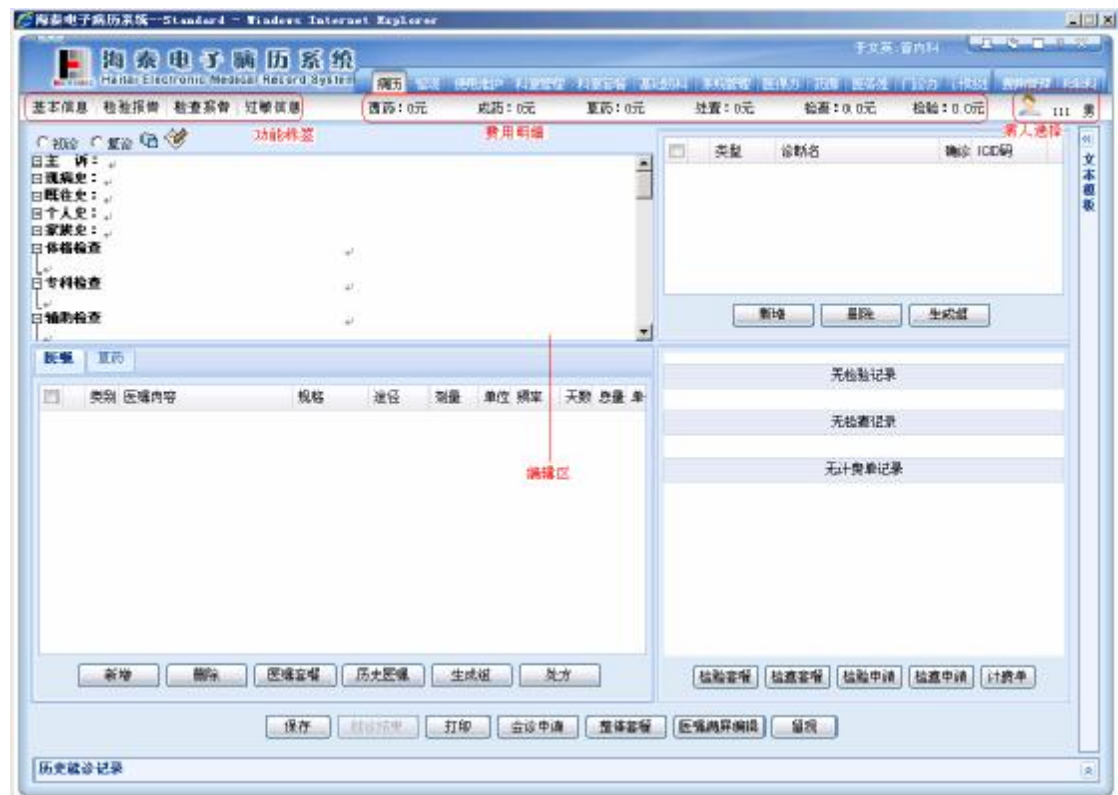 海泰电子病历系统--Standard - Windows Internet Explorer
海泰电子病历系统
Haitai Electronic Medical Record System
病历
基本信息 检验报告 检查报告 过敏信息
西药：0元 成药：0元 草药：0元 处置：0元 检查：0.0元 检验：0.0元
111 男
功能标签 费用明细 病人选择
初诊 复诊
类型 诊断名 确诊 ICD码
文本模板
主 诉：
现病史：
既往史：
个人史：
家族史：
体格检查
专科检查
辅助检查
新增 删除 生成组
医嘱 草药
类别 医嘱内容 规格 途径 剂量 单位 频率 天数 总量 单
无检验记录
无检查记录
无计费单记录
编辑区
新增 删除 医嘱套餐 历史医嘱 生成组 处方
检验套餐 检查套餐 检验申请 检查申请 计费单
保存 就诊结束 打印 会诊申请 整体套餐 医嘱满屏编辑 留观
历史就诊记录